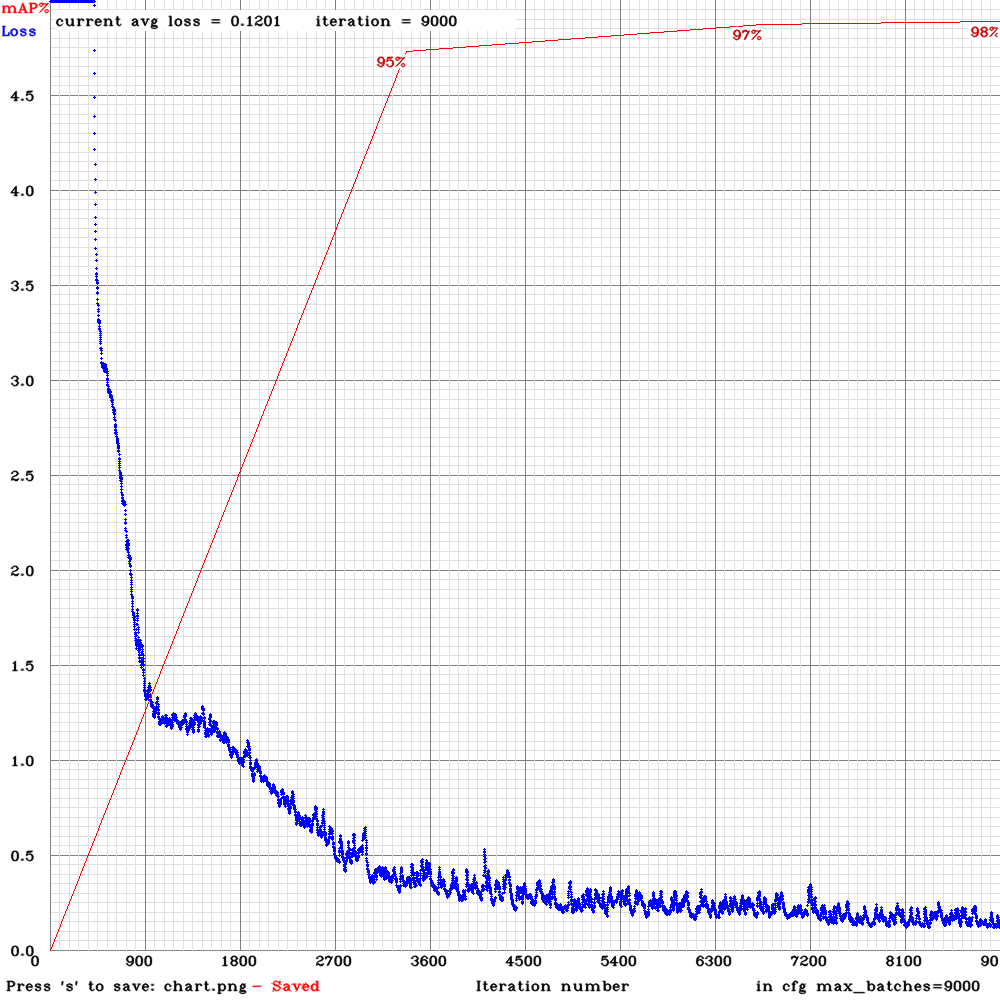 mAP%
Loss
current avg loss = 0.1201 iteration = 9000
95%
97%
98%
4.5
4.0
3.5
3.0
2.5
2.0
1.5
1.0
0.5
0.0
0 900 1800 2700 3600 4500 5400 6300 7200 8100 90
Press 's' to save: chart.png - Saved Iteration number in cfg max_batches=9000